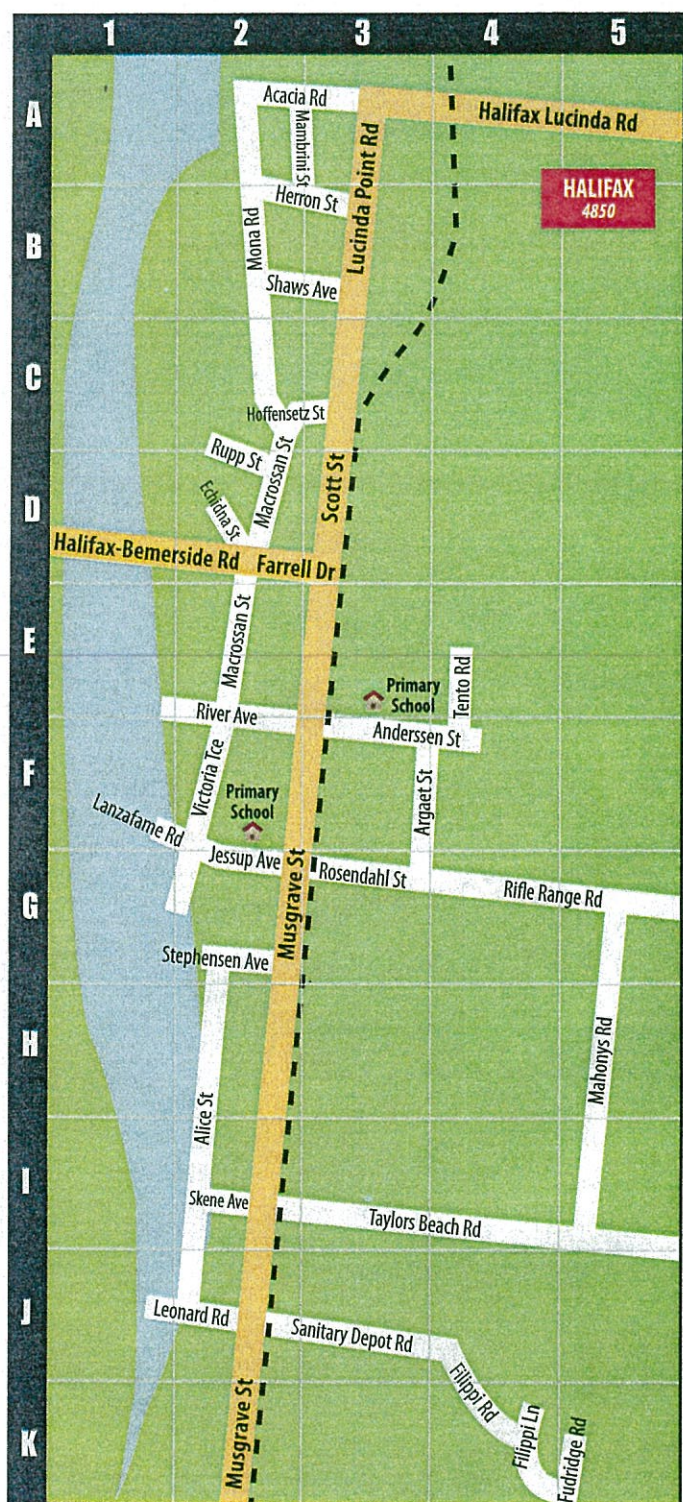 1 2 3 4 5
A
Acacia Rd
Halifax Lucinda Rd
Mambrini St
Lucinda Point Rd
HALIFAX
4850
Herron St
B
Mona Rd
Shaws Ave
C
Hoffensetz St
Rupp St
Macrossan St
Scott St
D
Echidna St
Halifax-Bemerside Rd
Farrell Dr
E
Macrossan St
Primary
School
Tento Rd
River Ave
Anderssen St
F
Victoria Tce
Primary
School
Argaet St
Lanzafame Rd
Jessup Ave
Rosendahl St
Rifle Range Rd
G
Musgrave St
Stephensen Ave
H
Mahonys Rd
Alice St
I
Skene Ave
Taylors Beach Rd
J
Leonard Rd
Sanitary Depot Rd
Filippi Rd
K
Musgrave St
Filippi Ln
Fudridge Rd